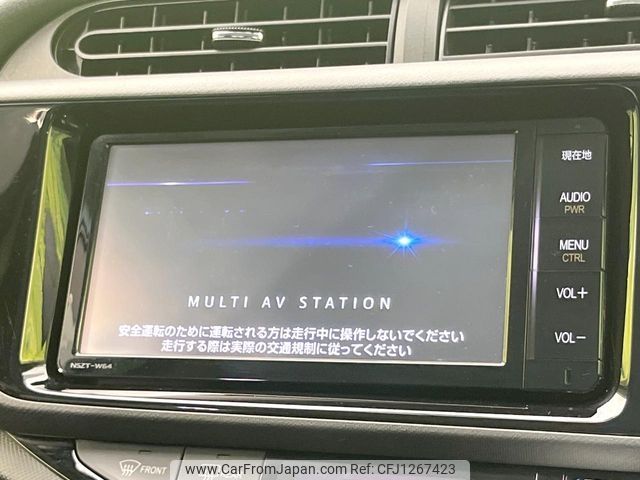 現在地
AUDIO
PWR
MENU
CTRL
VOL+
VOL-
MULTI AV STATION
安全運転のために運転される方は走行中に操作しないでください
走行する際は実際の交通規制に従ってください
NSZT-W64
FRONT
CAR FROM JAPAN
www.carfromjapan.com - CFJ1267423